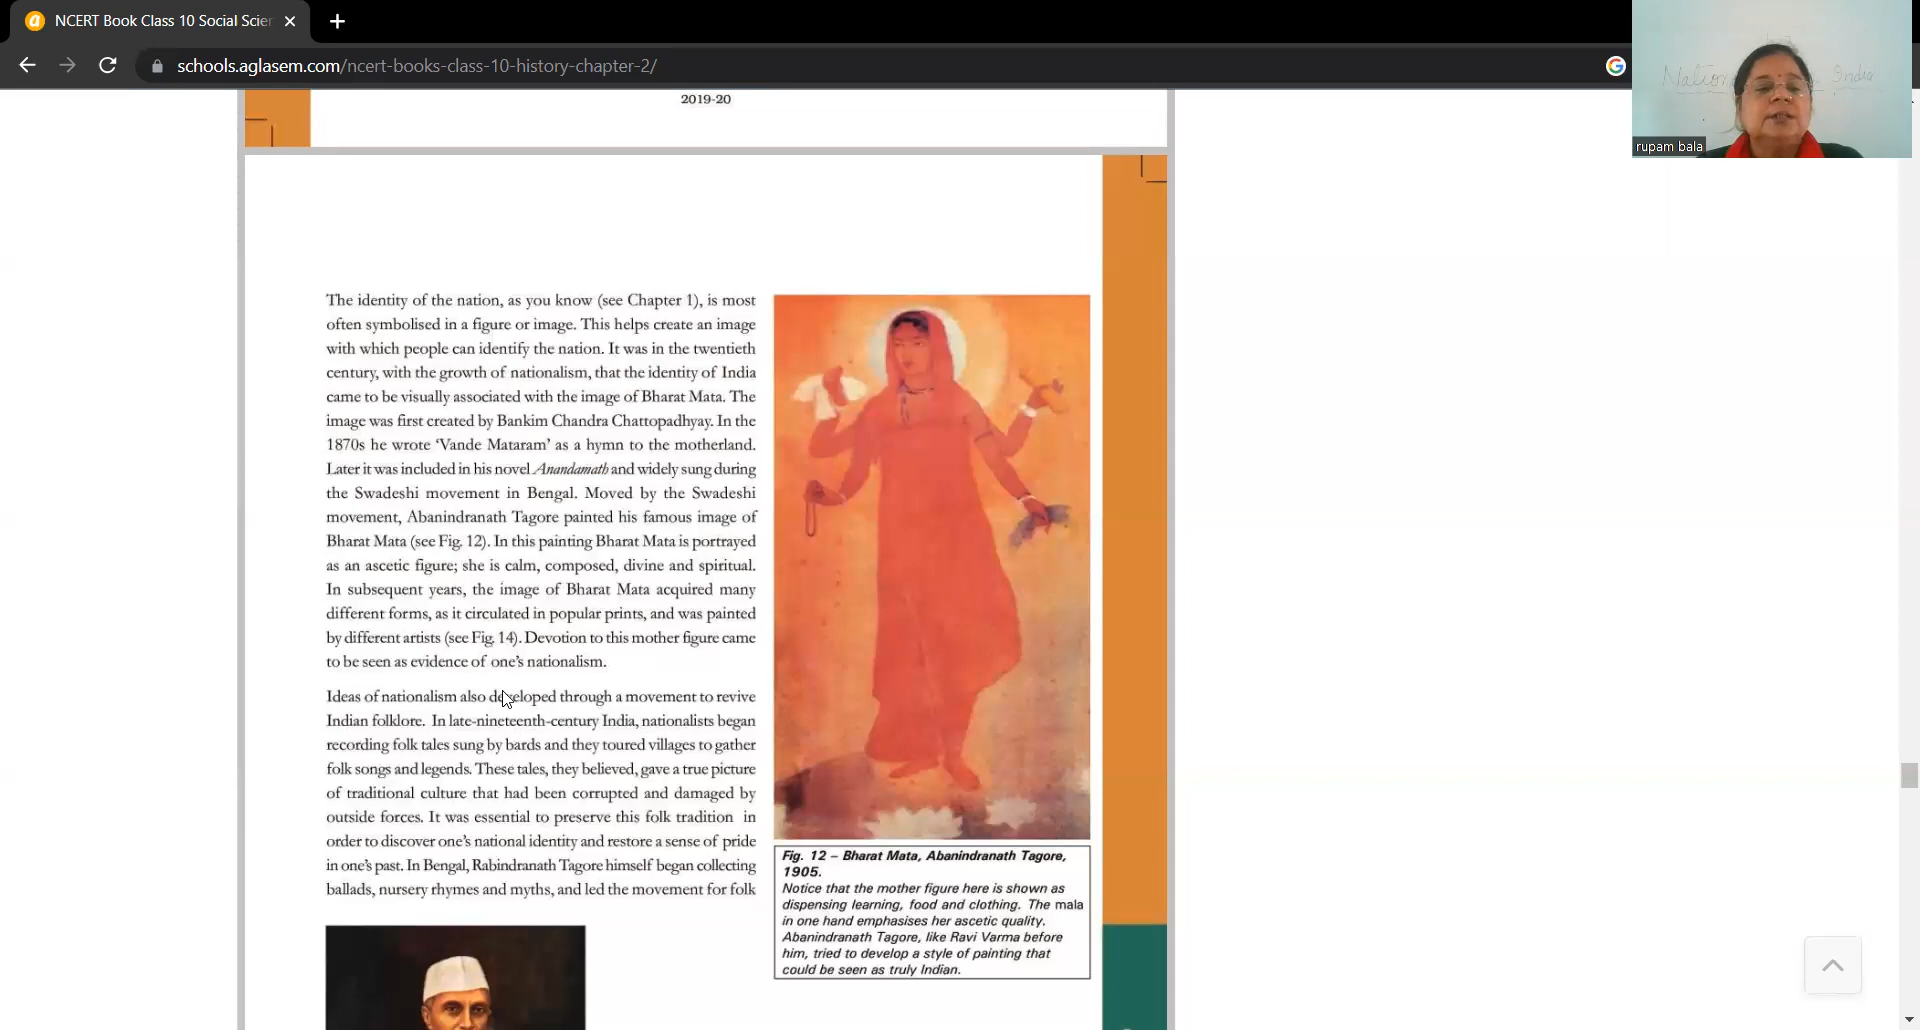 NCERT Book Class 10 Social Scien
schools.aglasem.com/ncert-books-class-10-history-chapter-2/
Nation
India
rupam bala
2019-20
The identity of the nation, as you know (see Chapter 1), is most
often symbolised in a figure or image. This helps create an image
with which people can identify the nation. It was in the twentieth
century, with the growth of nationalism, that the identity of India
came to be visually associated with the image of Bharat Mata. The
image was first created by Bankim Chandra Chattopadhyay. In the
1870s he wrote ‘Vande Mataram’ as a hymn to the motherland.
Later it was included in his novel Anandamath and widely sung during
the Swadeshi movement in Bengal. Moved by the Swadeshi
movement, Abanindranath Tagore painted his famous image of
Bharat Mata (see Fig. 12). In this painting Bharat Mata is portrayed
as an ascetic figure; she is calm, composed, divine and spiritual.
In subsequent years, the image of Bharat Mata acquired many
different forms, as it circulated in popular prints, and was painted
by different artists (see Fig. 14). Devotion to this mother figure came
to be seen as evidence of one’s nationalism.
Ideas of nationalism also developed through a movement to revive
Indian folklore. In late-nineteenth-century India, nationalists began
recording folk tales sung by bards and they toured villages to gather
folk songs and legends. These tales, they believed, gave a true picture
of traditional culture that had been corrupted and damaged by
outside forces. It was essential to preserve this folk tradition in
order to discover one’s national identity and restore a sense of pride
in one’s past. In Bengal, Rabindranath Tagore himself began collecting
ballads, nursery rhymes and myths, and led the movement for folk
Fig. 12 – Bharat Mata, Abanindranath Tagore,
1905.
Notice that the mother figure here is shown as
dispensing learning, food and clothing. The mala
in one hand emphasises her ascetic quality.
Abanindranath Tagore, like Ravi Varma before
him, tried to develop a style of painting that
could be seen as truly Indian.